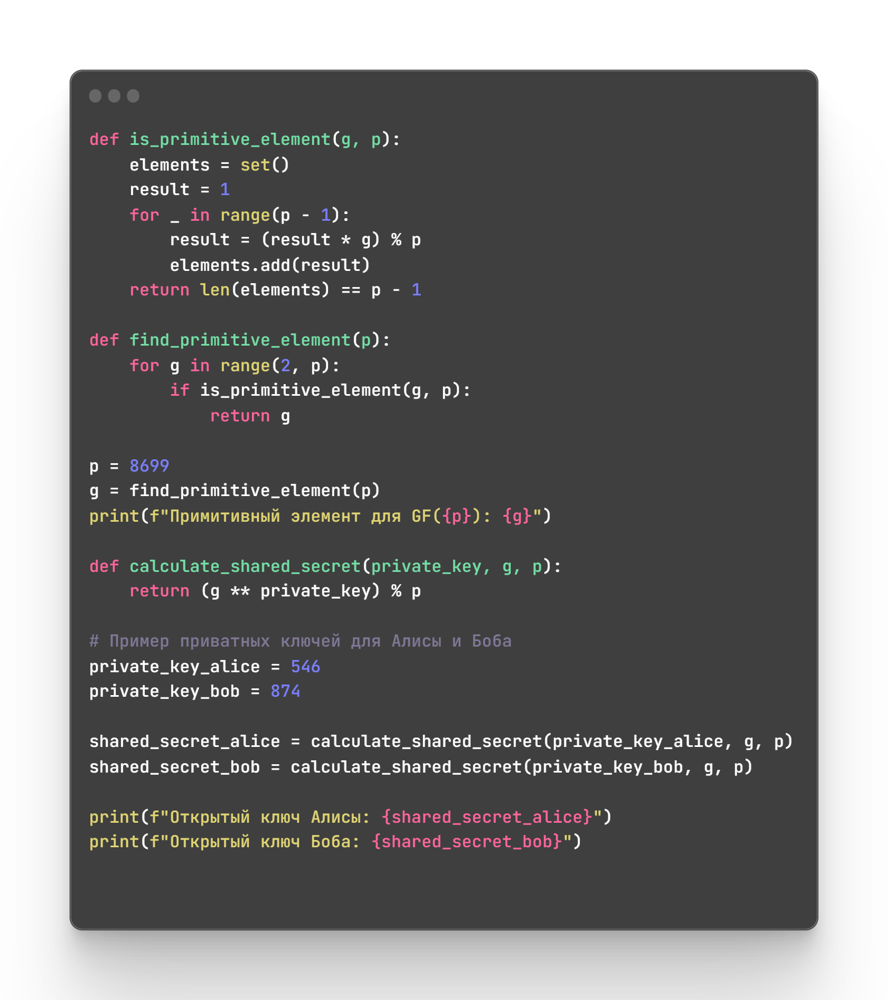 def is_primitive_element(g, p):
    elements = set()
    result = 1
    for _ in range(p - 1):
        result = (result * g) % p
        elements.add(result)
    return len(elements) == p - 1
def find_primitive_element(p):
    for g in range(2, p):
        if is_primitive_element(g, p):
            return g
p = 8699
g = find_primitive_element(p)
print(f"Примитивный элемент для GF({p}): {g}")
def calculate_shared_secret(private_key, g, p):
    return (g ** private_key) % p
# Пример приватных ключей для Алисы и Боба
private_key_alice = 546
private_key_bob = 874
shared_secret_alice = calculate_shared_secret(private_key_alice, g, p)
shared_secret_bob = calculate_shared_secret(private_key_bob, g, p)
print(f"Открытый ключ Алисы: {shared_secret_alice}")
print(f"Открытый ключ Боба: {shared_secret_bob}")